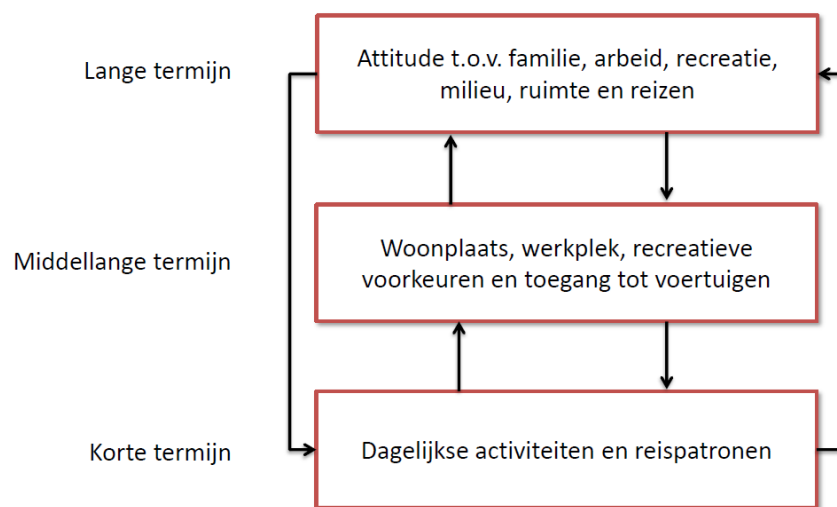 Lange termijn
Attitude t.o.v. familie, arbeid, recreatie,
milieu, ruimte en reizen
Middellange termijn
Woonplaats, werkplek, recreatieve
voorkeuren en toegang tot voertuigen
Korte termijn
Dagelijkse activiteiten en reispatronen